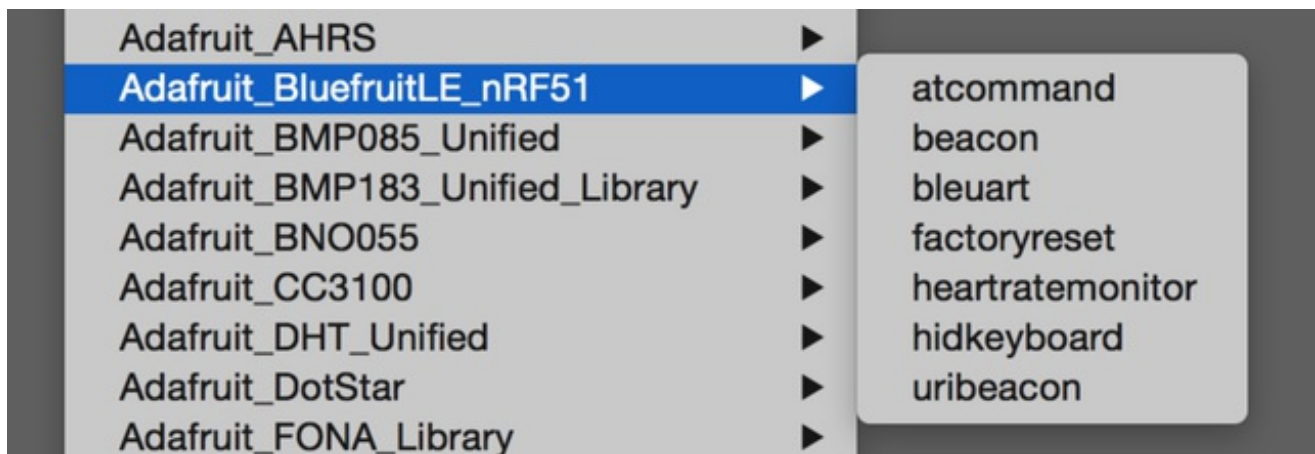 Adafruit_AHRS
Adafruit_BluefruitLE_nRF51
Adafruit_BMP085_Unified
Adafruit_BMP183_Unified_Library
Adafruit_BNO055
Adafruit_CC3100
Adafruit_DHT_Unified
Adafruit_DotStar
Adafruit_FONA_Library
atcommand
beacon
bleuart
factoryreset
heartratemonitor
hidkeyboard
uribeacon